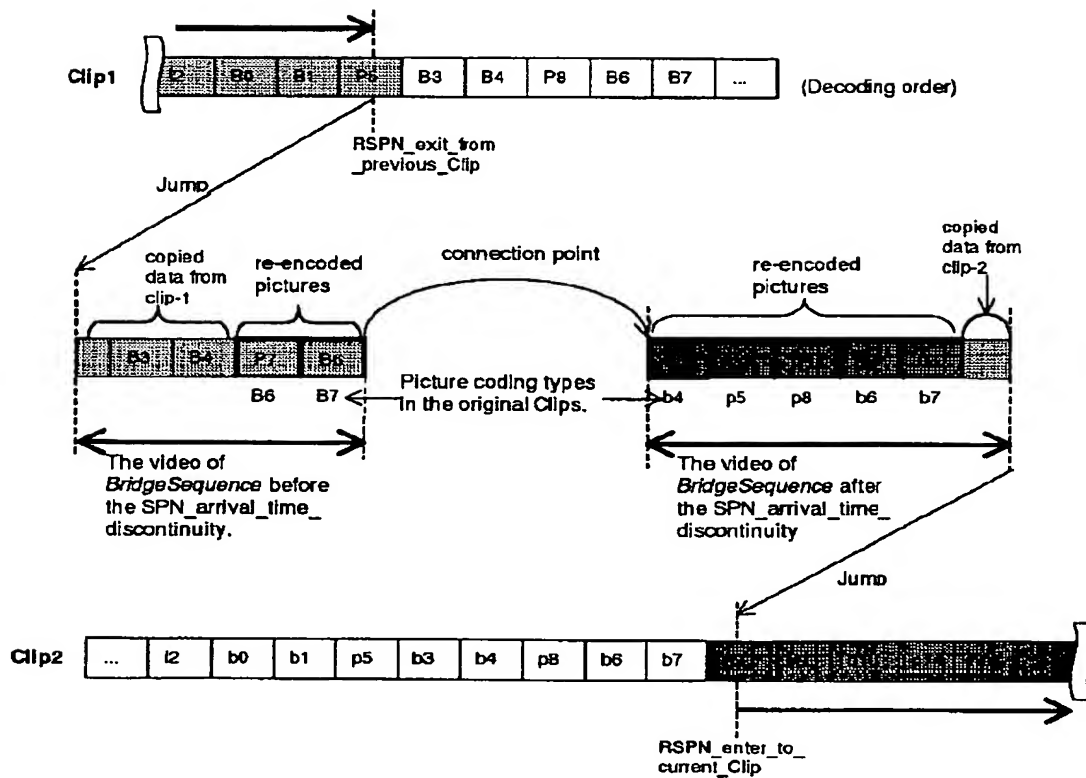 Clip1
I2 B0 B1 P5 B3 B4 P8 B6 B7 ...
(Decoding order)
RSPN_exit_from
_previous_Clip
Jump
copied
data from
clip-1
re-encoded
pictures
connection point
re-encoded
pictures
copied
data from
clip-2
B3 B4 P7 B6
B6 B7
Picture coding types
in the original Clips.
b4 p5 p8 b6 b7
The video of
BridgeSequence before
the SPN_arrival_time_
discontinuity.
The video of
BridgeSequence after
the SPN_arrival_time_
discontinuity
Jump
Clip2
... i2 b0 b1 p5 b3 b4 p8 b6 b7
RSPN_enter_to_
current_Clip